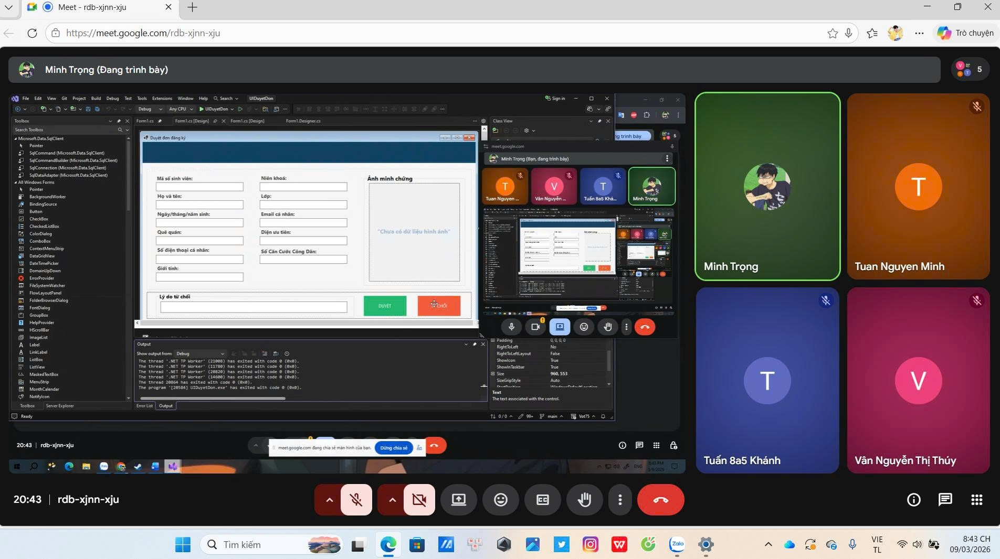 Meet - rdb-xjnn-xju
https://meet.google.com/rdb-xjnn-xju
Trò chuyện
Minh Trọng (Đang trình bày)
5
File Edit View Git Project Build Debug Test Tools Extensions Window Help Search UIDuyetDon
Sign in
Debug Any CPU UIDuyetDon
Toolbox
Search Toolbox
Microsoft.Data.SqlClient
Pointer
SqlCommand (Microsoft.Data.SqlClient)
SqlCommandBuilder (Microsoft.Data.SqlClient)
SqlConnection (Microsoft.Data.SqlClient)
SqlDataAdapter (Microsoft.Data.SqlClient)
All Windows Forms
Pointer
BackgroundWorker
BindingSource
Button
CheckBox
CheckedListBox
ColorDialog
ComboBox
ContextMenuStrip
DataGridView
DateTimePicker
DomainUpDown
ErrorProvider
FileSystemWatcher
FlowLayoutPanel
FolderBrowserDialog
FontDialog
GroupBox
HelpProvider
HScrollBar
ImageList
Label
LinkLabel
ListBox
ListView
MaskedTextBox
MenuStrip
MonthCalendar
NotifyIcon
Toolbox Server Explorer
Ready
Form1.cs Form1.cs [Design] Form1.cs [Design] Form1.Designer.cs
Duyệt đơn đăng ký
Mã số sinh viên:
Niên khoá:
Họ và tên:
Lớp:
Ngày/tháng/năm sinh:
Email cá nhân:
Quê quán:
Diện ưu tiên:
Số điện thoại cá nhân:
Số Căn Cước Công Dân:
Giới tính:
Ảnh minh chứng
"Chưa có dữ liệu hình ảnh"
Lý do từ chối
DUYỆT
CHỐI
Output
Show output from: Debug
The thread '.NET TP Worker' (21008) has exited with code 0 (0x0).
The thread '.NET TP Worker' (11780) has exited with code 0 (0x0).
The thread '.NET TP Worker' (20820) has exited with code 0 (0x0).
The thread '.NET TP Worker' (14600) has exited with code 0 (0x0).
The thread 20864 has exited with code 0 (0x0).
The program '[20584] UIDuyetDon.exe' has exited with code 0 (0x0).
Error List Output
Class View
ng trình bày
5
meet.google.com
Minh Trọng (Bạn, đang trình bày)
T
Tuan Nguyen ...
V
Vân Nguyễn ...
T
Tuấn 8a5 Khá...
Minh Trọng
Padding 0, 0, 0, 0
RightToLeft No
RightToLeftLayout False
ShowIcon True
ShowInTaskbar True
Size 960, 553
SizeGripStyle Auto
StartPosition WindowsDefaultLocation
Text
The text associated with the control.
0 / 0 99+ main Vot75
20:43 | rdb-xjnn-xju
meet.google.com đang chia sẻ màn hình của bạn. Dừng chia sẻ Ẩn
ENG
8:43 PM
3/9/2026
Minh Trọng
T
Tuan Nguyen Minh
T
Tuấn 8a5 Khánh
V
Vân Nguyễn Thị Thúy
20:43 | rdb-xjnn-xju
Tìm kiếm
Zalo
VIE
TL
8:43 CH
09/03/2026